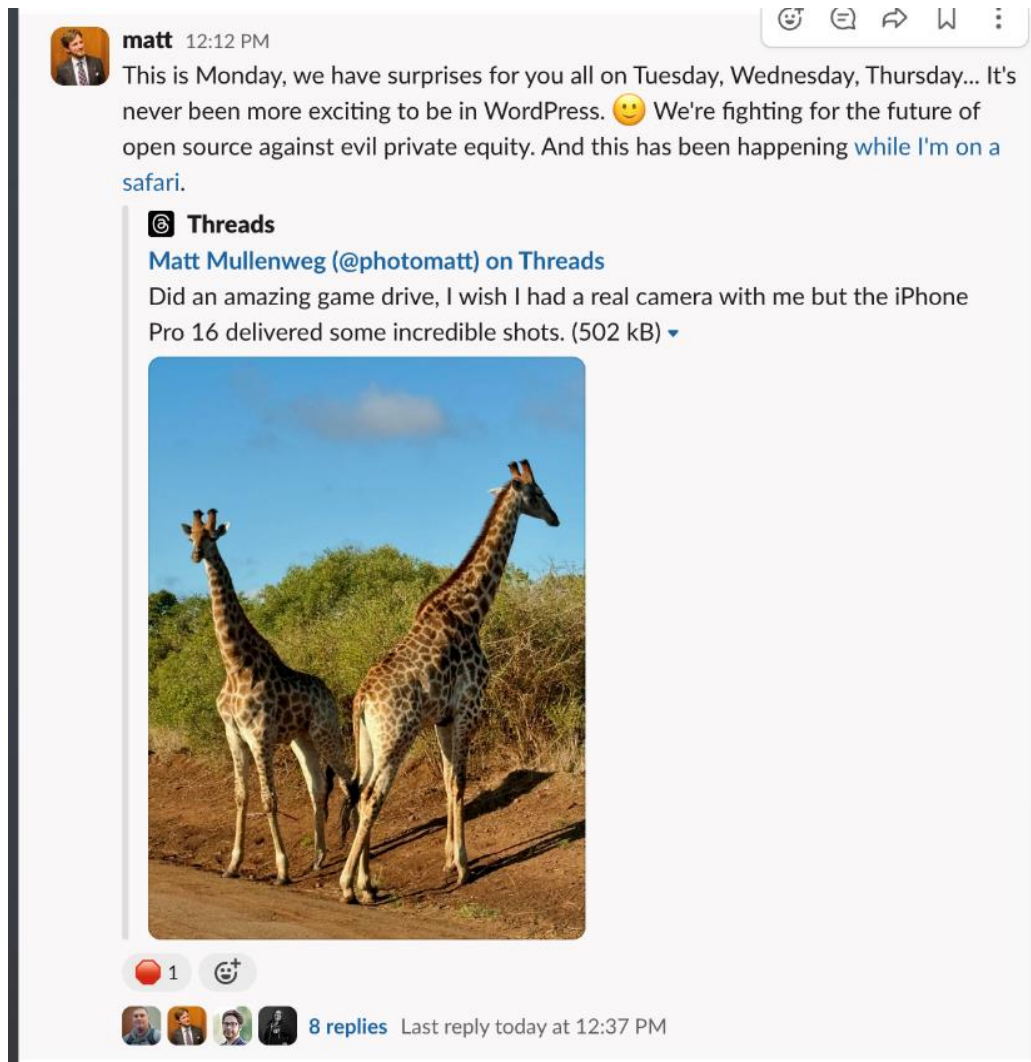 matt 12:12 PM
This is Monday, we have surprises for you all on Tuesday, Wednesday, Thursday... It's
never been more exciting to be in WordPress. 🙂 We're fighting for the future of
open source against evil private equity. And this has been happening while I'm on a
safari.
Threads
Matt Mullenweg (@photomatt) on Threads
Did an amazing game drive, I wish I had a real camera with me but the iPhone
Pro 16 delivered some incredible shots. (502 kB)
1
8 replies Last reply today at 12:37 PM